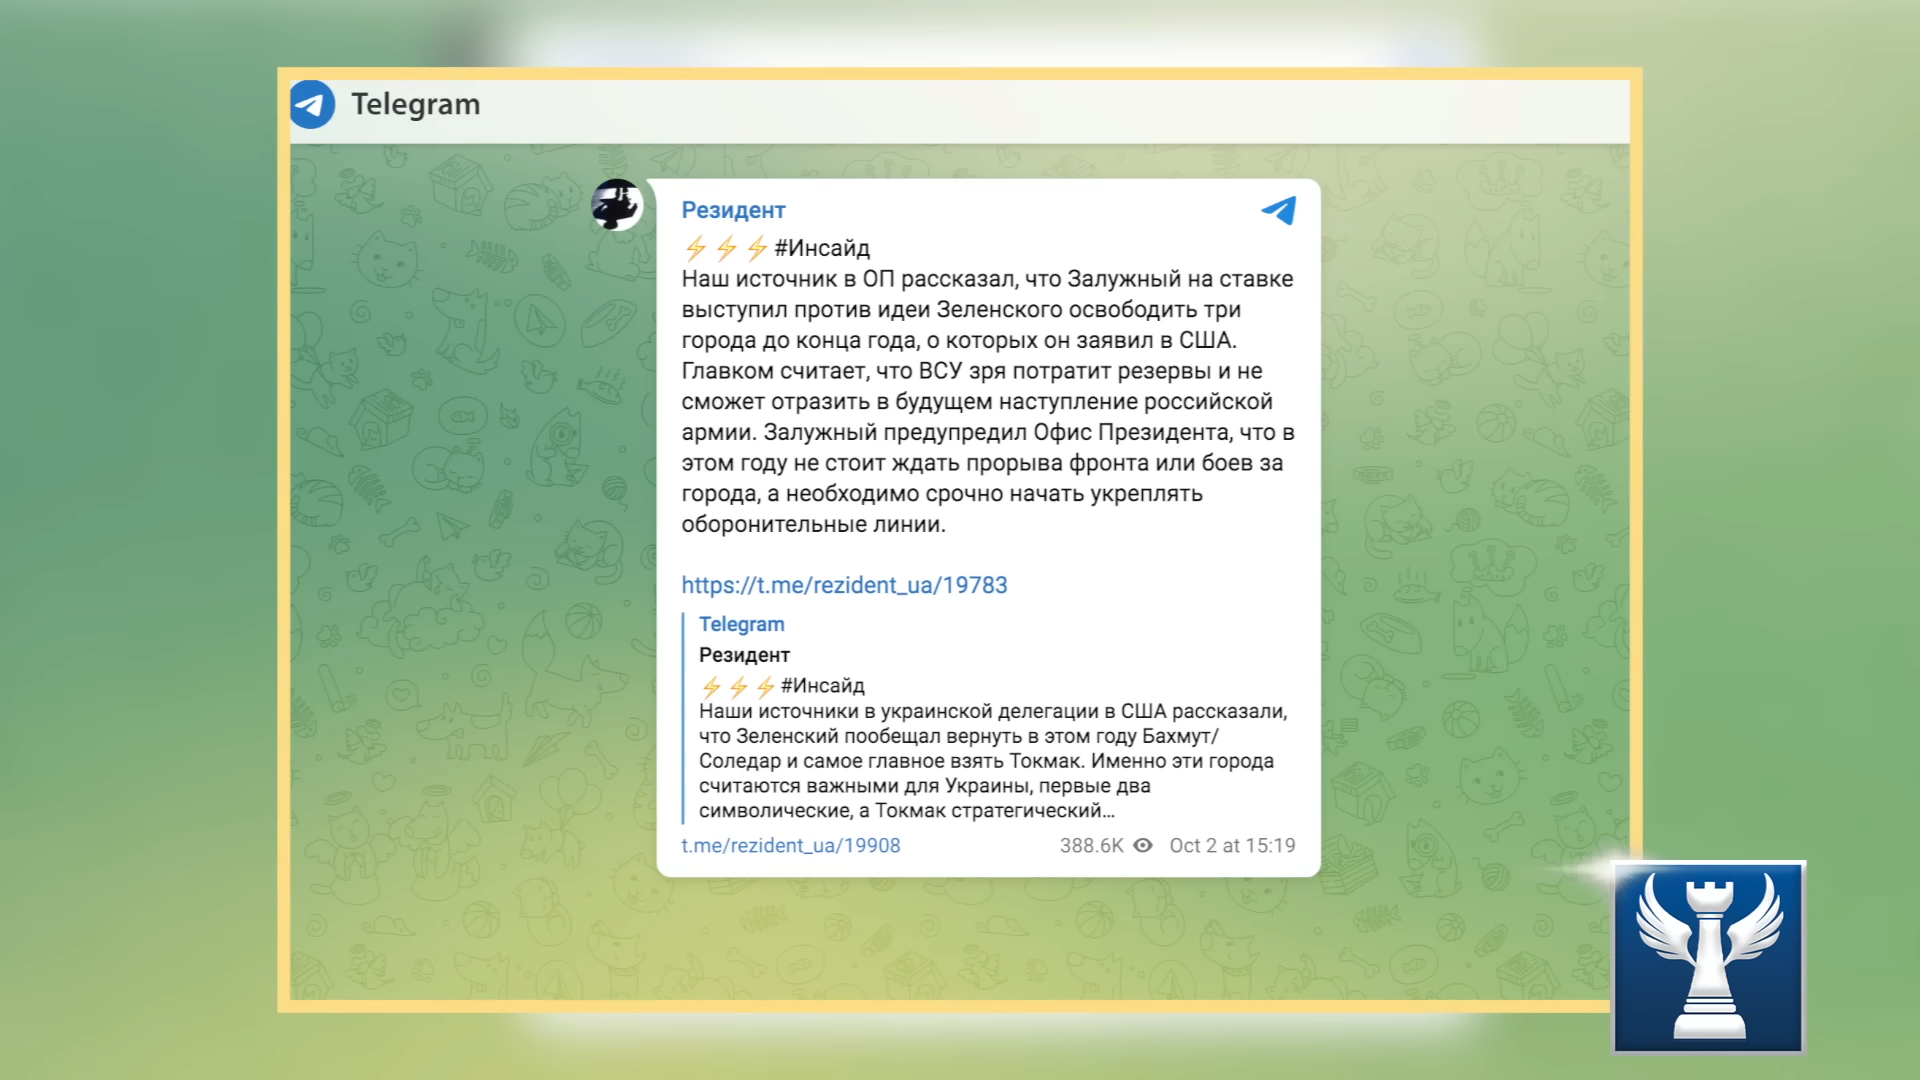 Telegram
Резидент
⚡⚡⚡#Инсайд
Наш источник в ОП рассказал, что Залужный на ставке
выступил против идеи Зеленского освободить три
города до конца года, о которых он заявил в США.
Главком считает, что ВСУ зря потратит резервы и не
сможет отразить в будущем наступление российской
армии. Залужный предупредил Офис Президента, что в
этом году не стоит ждать прорыва фронта или боев за
города, а необходимо срочно начать укреплять
оборонительные линии.
https://t.me/rezident_ua/19783
Telegram
Резидент
⚡⚡⚡#Инсайд
Наши источники в украинской делегации в США рассказали,
что Зеленский пообещал вернуть в этом году Бахмут/
Соледар и самое главное взять Токмак. Именно эти города
считаются важными для Украины, первые два
символические, а Токмак стратегический…
t.me/rezident_ua/19908 388.6K Oct 2 at 15:19